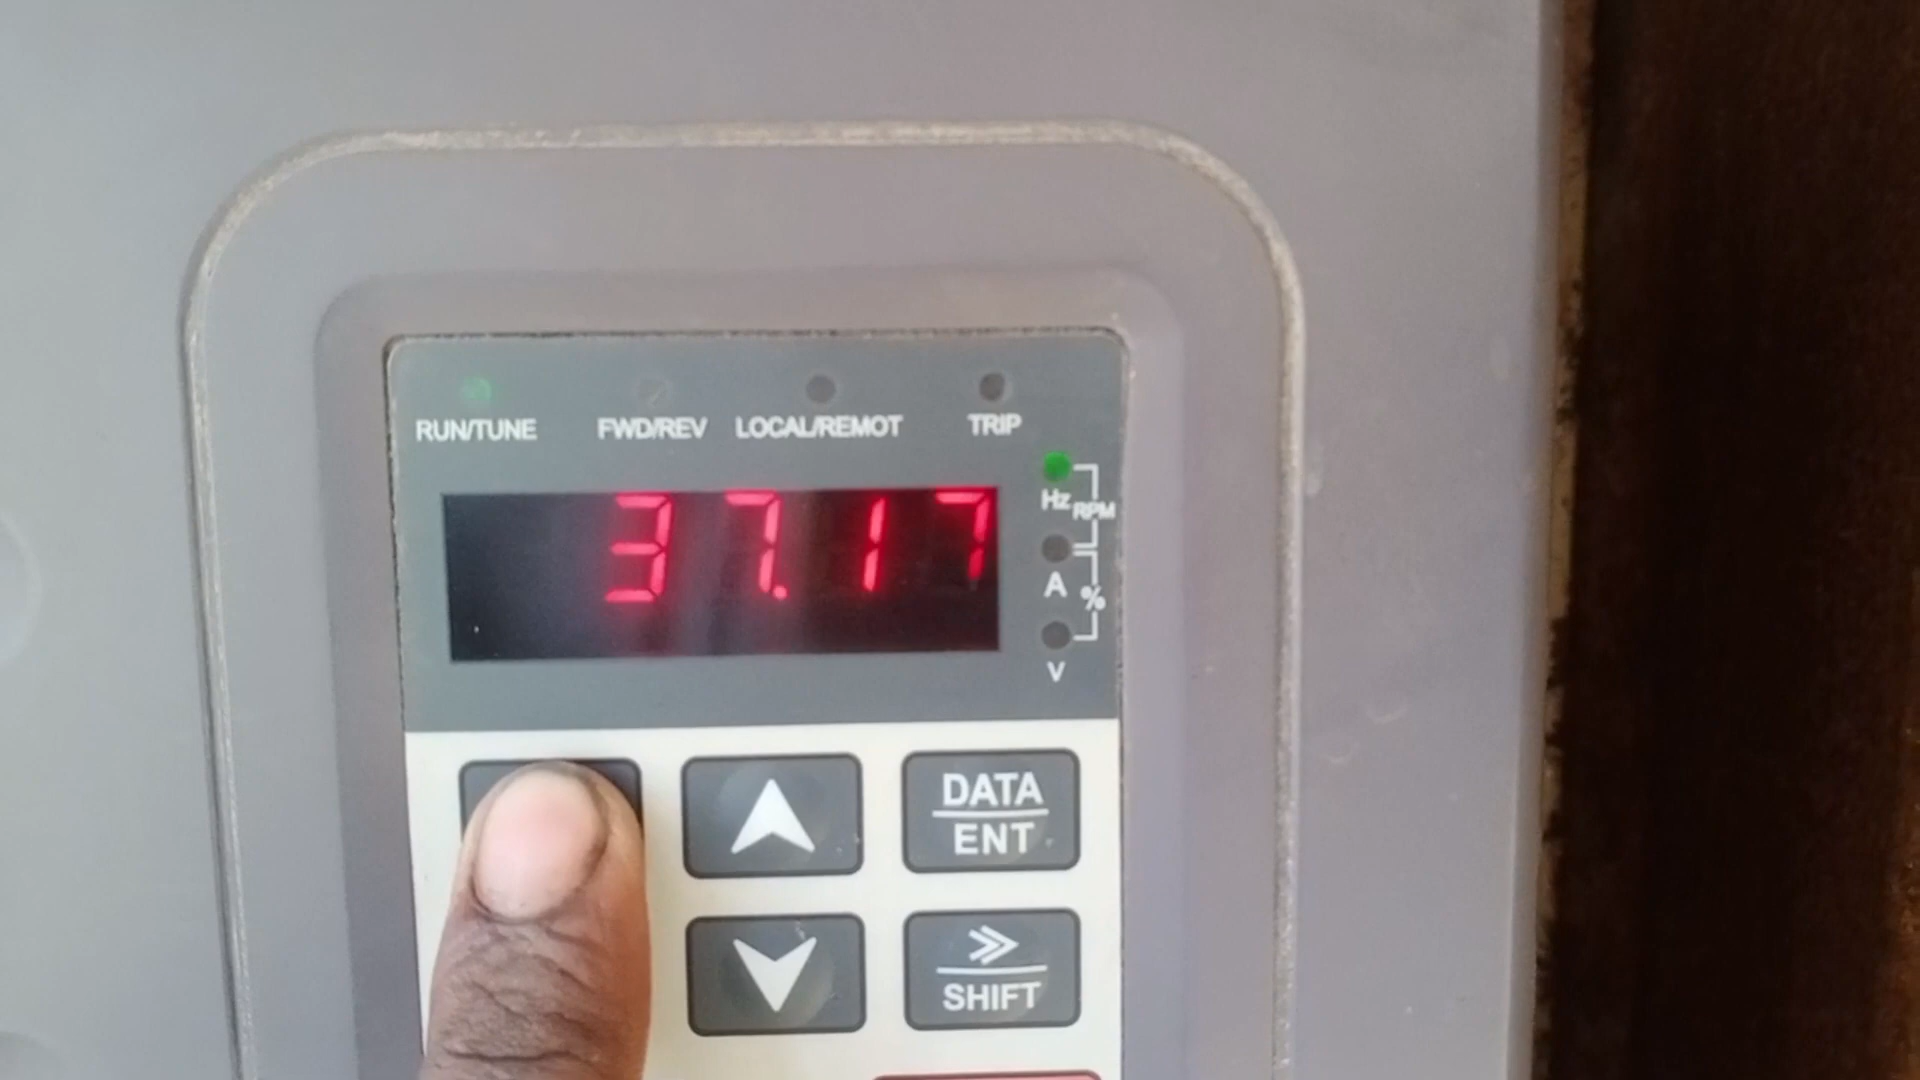 RUN/TUNE FWD/REV LOCAL/REMOT TRIP
Hz
RPM
37.17
A
%
V
DATA
ENT
SHIFT